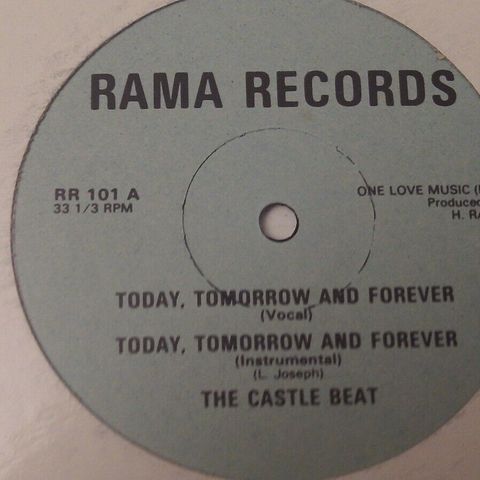 RAMA RECORDS
RR 101 A
33 1/3 RPM
ONE LOVE MUSIC
Produced
H.
TODAY, TOMORROW AND FOREVER
(Vocal)
TODAY, TOMORROW AND FOREVER
(Instrumental)
(L. Joseph)
THE CASTLE BEAT